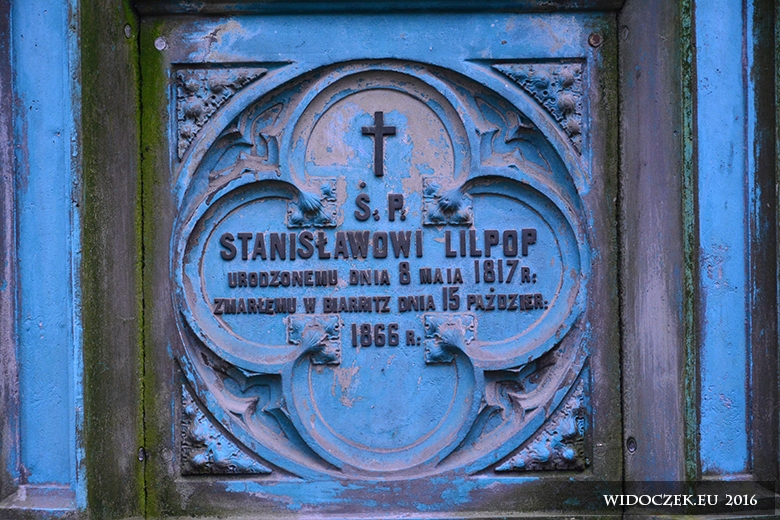 Ś. P.
STANISŁAWOWI LILPOP
URODZONEMU DNIA 8 MAIA 1817 R:
ZMARŁEMU W BIARRITZ DNIA 15 PAŹDZIER:
1866 R:
WIDOCZEK.EU 2016